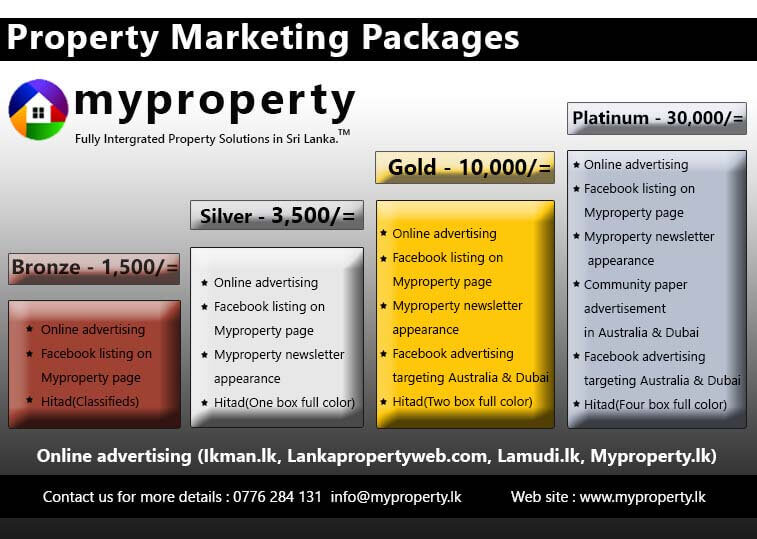 Property Marketing Packages
myproperty
Fully Intergrated Property Solutions in Sri Lanka.™
Bronze - 1,500/=
★ Online advertising
★ Facebook listing on
Myproperty page
★ Hitad(Classifieds)
Silver - 3,500/=
★ Online advertising
★ Facebook listing on
Myproperty page
★ Myproperty newsletter
appearance
★ Hitad(One box full color)
Gold - 10,000/=
★ Online advertising
★ Facebook listing on
Myproperty page
★ Myproperty newsletter
appearance
★ Facebook advertising
targeting Australia & Dubai
★ Hitad(Two box full color)
Platinum - 30,000/=
★ Online advertising
★ Facebook listing on
Myproperty page
★ Myproperty newsletter
appearance
★ Community paper
advertisement
in Australia & Dubai
★ Facebook advertising
targeting Australia & Dubai
★ Hitad(Four box full color)
Online advertising (Ikman.lk, Lankapropertyweb.com, Lamudi.lk, Myproperty.lk)
Contact us for more details : 0776 284 131 info@myproperty.lk Web site : www.myproperty.lk